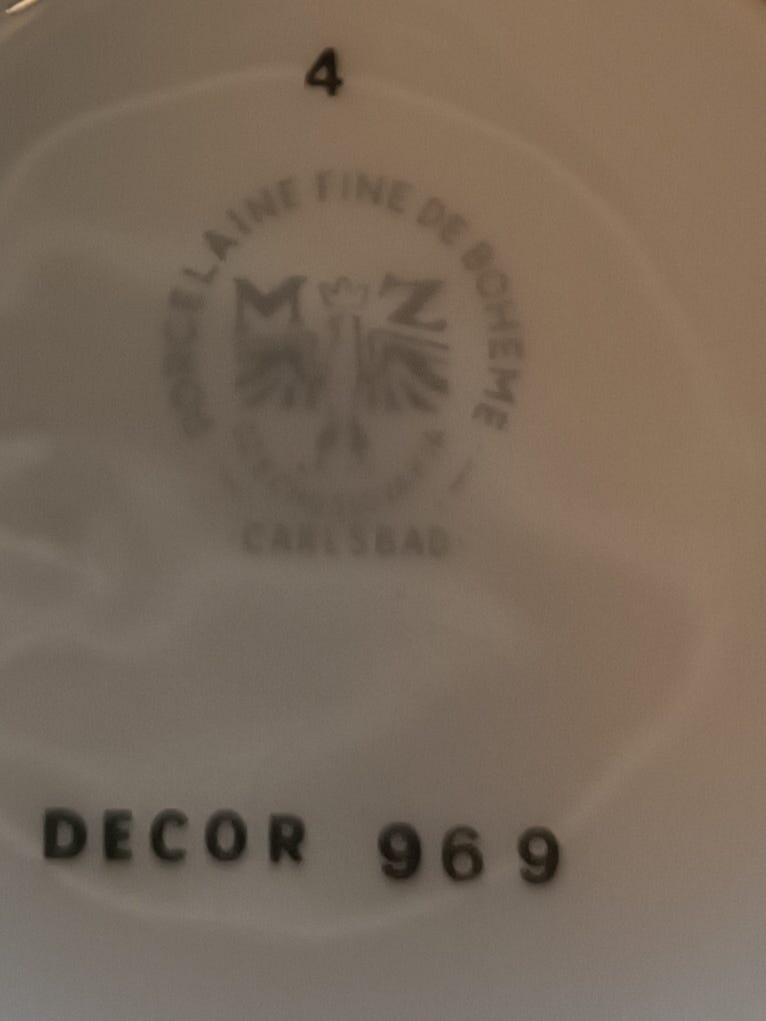 4
PORCELAINE FINE DE BOHEME
M Z
CARLSBAD
DECOR 969